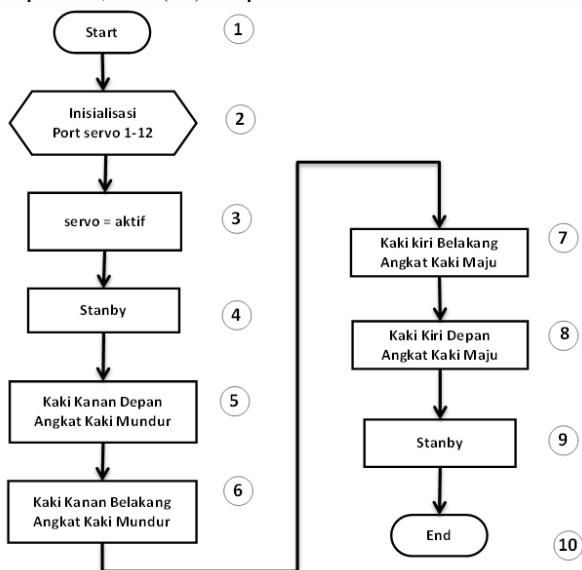 Start
1
Inisialisasi
Port servo 1-12
2
servo = aktif
3
Stanby
4
Kaki Kanan Depan
Angkat Kaki Mundur
5
Kaki Kanan Belakang
Angkat Kaki Mundur
6
Kaki kiri Belakang
Angkat Kaki Maju
7
Kaki Kiri Depan
Angkat Kaki Maju
8
Stanby
9
End
10